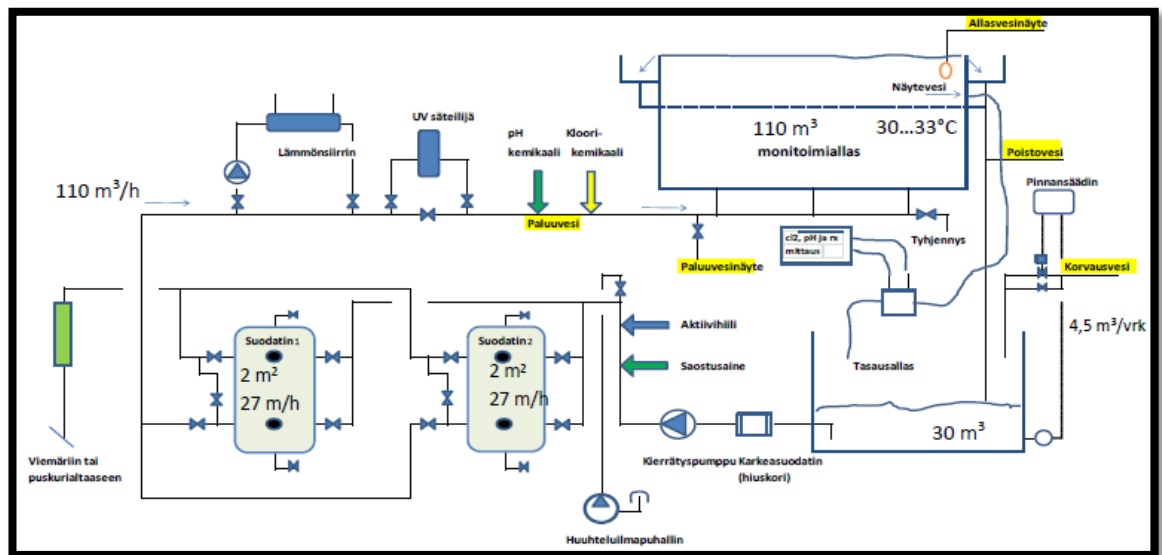 Allasvesinäyte
Näytevesi
110 m³
30...33°C
monitoimiallas
Poistovesi
Pinnansäädin
UV säteilijä
pH
kemikaali
Kloori-
kemikaali
Lämmönsiirrin
110 m³/h
Paluuvesi
Tyhjennys
cl2, pH ja rx
mittaus
Paluuvesinäyte
Korvausvesi
4,5 m³/vrk
Aktiivihiili
Saostusaine
Tasausallas
30 m³
Suodatin 1
2 m²
27 m/h
Suodatin 2
2 m²
27 m/h
Viemäriin tai
puskurialtaaseen
Kierrätyspumppu
Karkeasuodatin
(hiuskori)
Huuhteluilmapuhallin